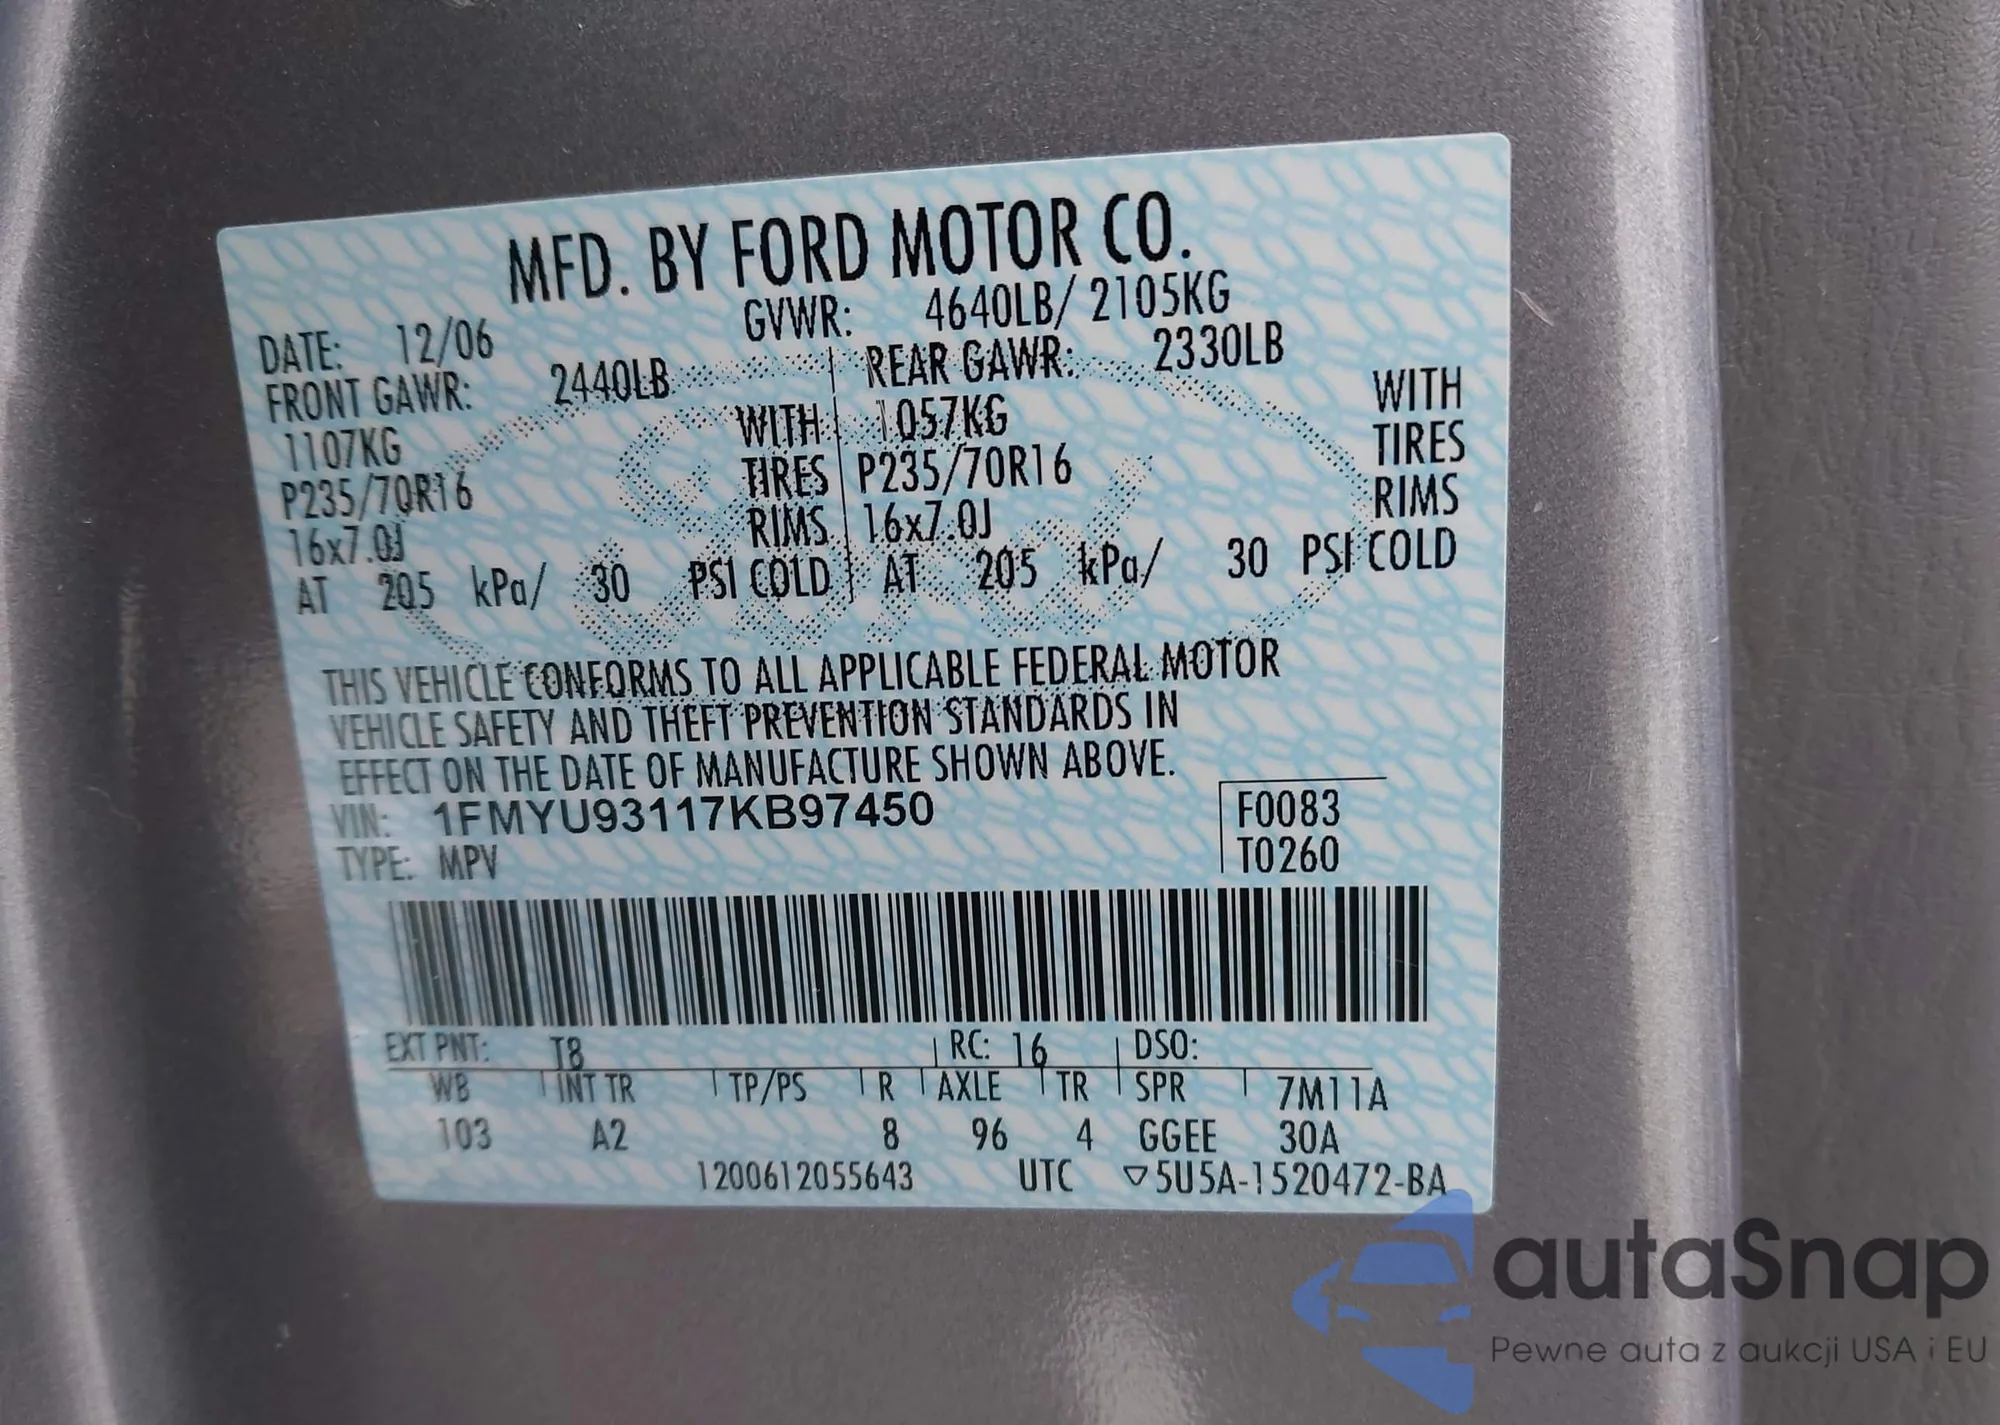 MFD. BY FORD MOTOR CO.
DATE: 12/06 GVWR: 4640LB/ 2105KG
FRONT GAWR: 2440LB REAR GAWR: 2330LB
1107KG WITH 1057KG WITH
P235/70R16 TIRES P235/70R16 TIRES
16x7.0J RIMS 16x7.0J RIMS
AT 205 kPa/ 30 PSI COLD AT 205 kPa/ 30 PSI COLD
THIS VEHICLE CONFORMS TO ALL APPLICABLE FEDERAL MOTOR
VEHICLE SAFETY AND THEFT PREVENTION STANDARDS IN
EFFECT ON THE DATE OF MANUFACTURE SHOWN ABOVE.
VIN: 1FMYU93117KB97450 F0083
TYPE: MPV T0260
EXT PNT: T8 RC: 16 DSO:
WB INT TR TP/PS R AXLE TR SPR 7M11A
103 A2 8 96 4 GGEE 30A
1200612055643 UTC ▽5U5A-1520472-BA
autaSnap
Pewne auta z aukcji USA i EU